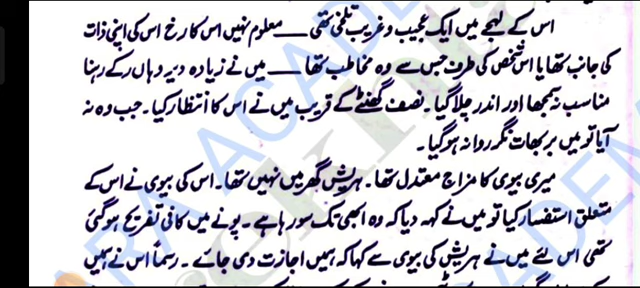 اس کے لہجے میں ایک عجیب و غریب تلخی تھی ــــ معلوم نہیں اس کا رخ اس کی اپنی ذات
کی جانب تھا یا اس شخص کی طرف جس سے وہ مخاطب تھا ــــ میں نے زیادہ دیر وہاں رکے رہنا
مناسب نہ سمجھا اور اندر چلا گیا۔ نصف گھنٹے کے قریب میں نے اس کا انتظار کیا۔ جب وہ نہ
آیا تو میں پربھات نگر روانہ ہو گیا۔
میری بیوی کا مزاج معتدل تھا۔ ہریش گھر میں نہیں تھا۔ اس کی بیوی نے اس کے
متعلق استفسار کیا تو میں نے کہہ دیا کہ وہ ابھی تک سو رہا ہے۔ پونے میں کافی تفریح ہو گئی
تھی اس لئے میں نے ہریش کی بیوی سے کہا کہ ہمیں اجازت دی جائے۔ رسماً اس نے ہمیں